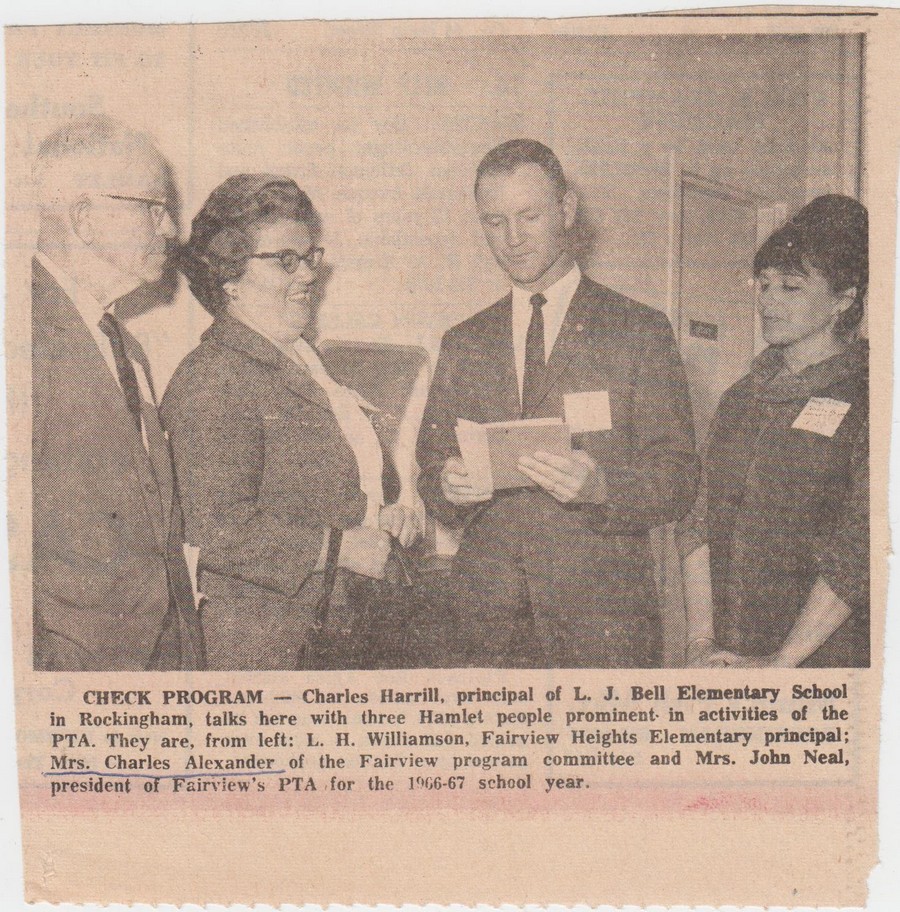 CHECK PROGRAM — Charles Harrill, principal of L. J. Bell Elementary School
in Rockingham, talks here with three Hamlet people prominent in activities of the
PTA. They are, from left: L. H. Williamson, Fairview Heights Elementary principal;
Mrs. Charles Alexander of the Fairview program committee and Mrs. John Neal,
president of Fairview's PTA for the 1966-67 school year.